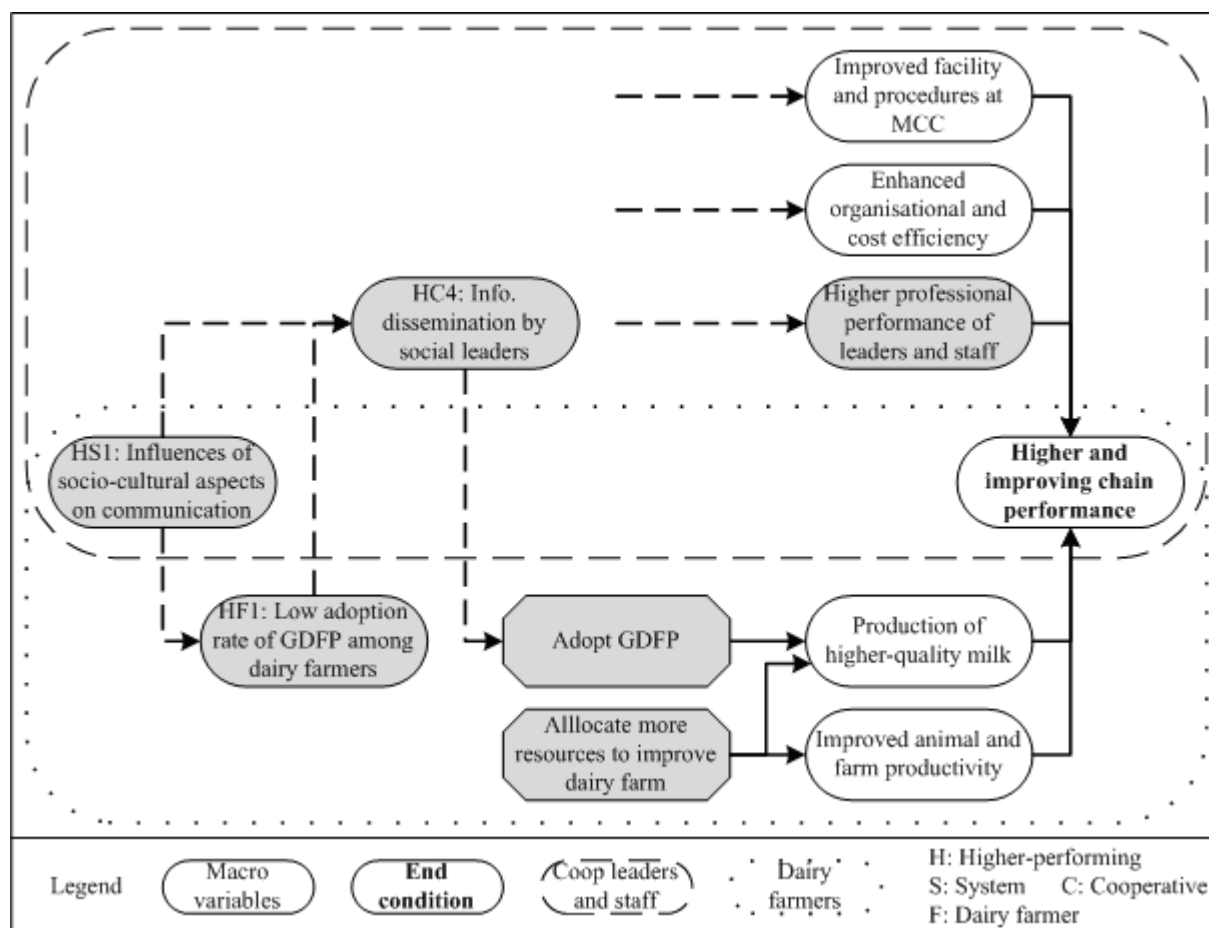 Improved facility
and procedures at
MCC
Enhanced
organisational and
cost efficiency
HC4: Info.
dissemination by
social leaders
Higher professional
performance of
leaders and staff
HS1: Influences of
socio-cultural aspects
on communication
Higher and
improving chain
performance
HF1: Low adoption
rate of GDFP among
dairy farmers
Adopt GDFP
Production of
higher-quality milk
Alllocate more
resources to improve
dairy farm
Improved animal and
farm productivity
Legend
Macro
variables
End
condition
Coop leaders
and staff
Dairy
farmers
H: Higher-performing
S: System C: Cooperative
F: Dairy farmer